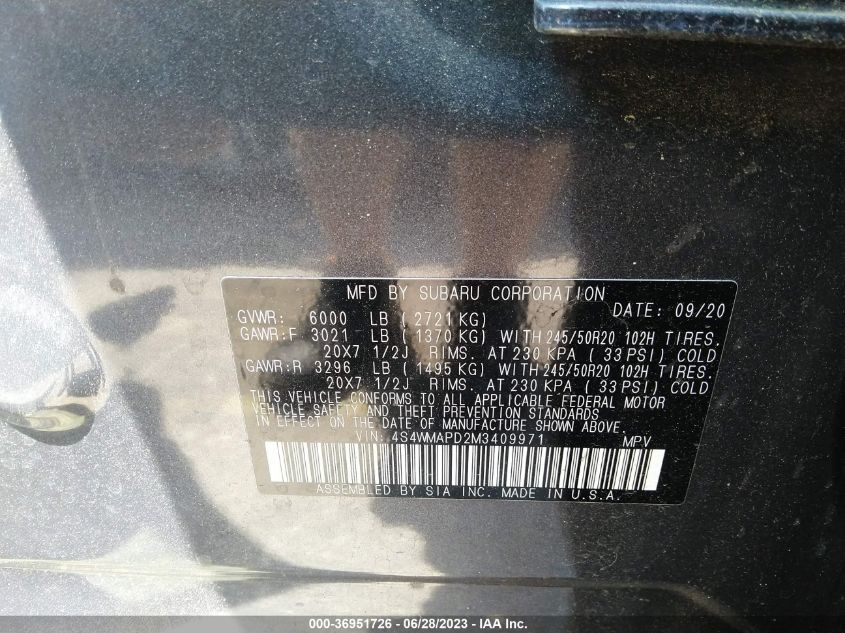 MFD BY SUBARU CORPORATION DATE: 09/20
GVWR: 6000 LB ( 2721 KG)
GAWR:F 3021 LB ( 1370 KG) WITH 245/50R20 102H TIRES.
20X7 1/2J RIMS. AT 230 KPA ( 33 PSI) COLD
GAWR:R 3296 LB ( 1495 KG) WITH 245/50R20 102H TIRES.
20X7 1/2J RIMS. AT 230 KPA ( 33 PSI) COLD
THIS VEHICLE CONFORMS TO ALL APPLICABLE FEDERAL MOTOR
VEHICLE SAFETY AND THEFT PREVENTION STANDARDS
IN EFFECT ON THE DATE OF MANUFACTURE SHOWN ABOVE.
VIN: 4S4WMAPD2M3409971 MPV
ASSEMBLED BY SIA INC. MADE IN U.S.A.
000-36951726 - 06/28/2023 - IAA Inc.